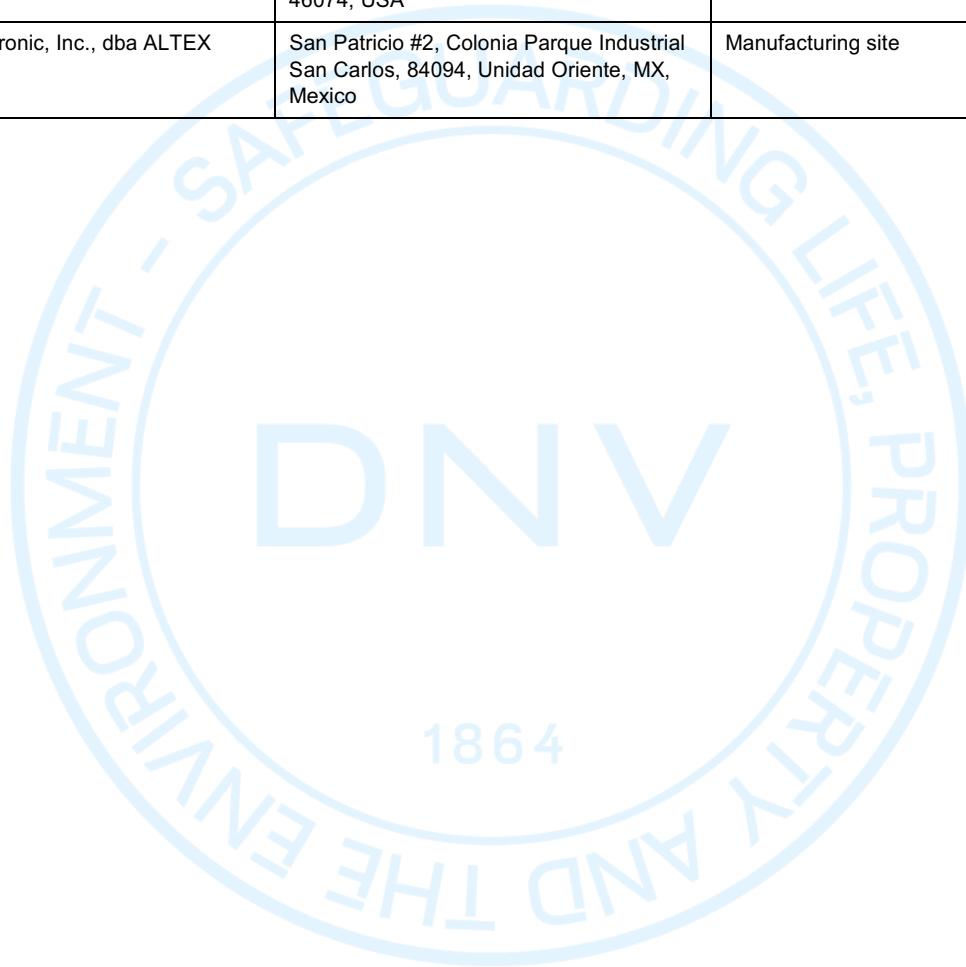 46074, USA
ronic, Inc., dba ALTEX
San Patricio #2, Colonia Parque Industrial
San Carlos, 84094, Unidad Oriente, MX,
Mexico
Manufacturing site
SAFEGUARDING LIFE, PROPERTY AND THE ENVIRONMENT -
DNV
1864